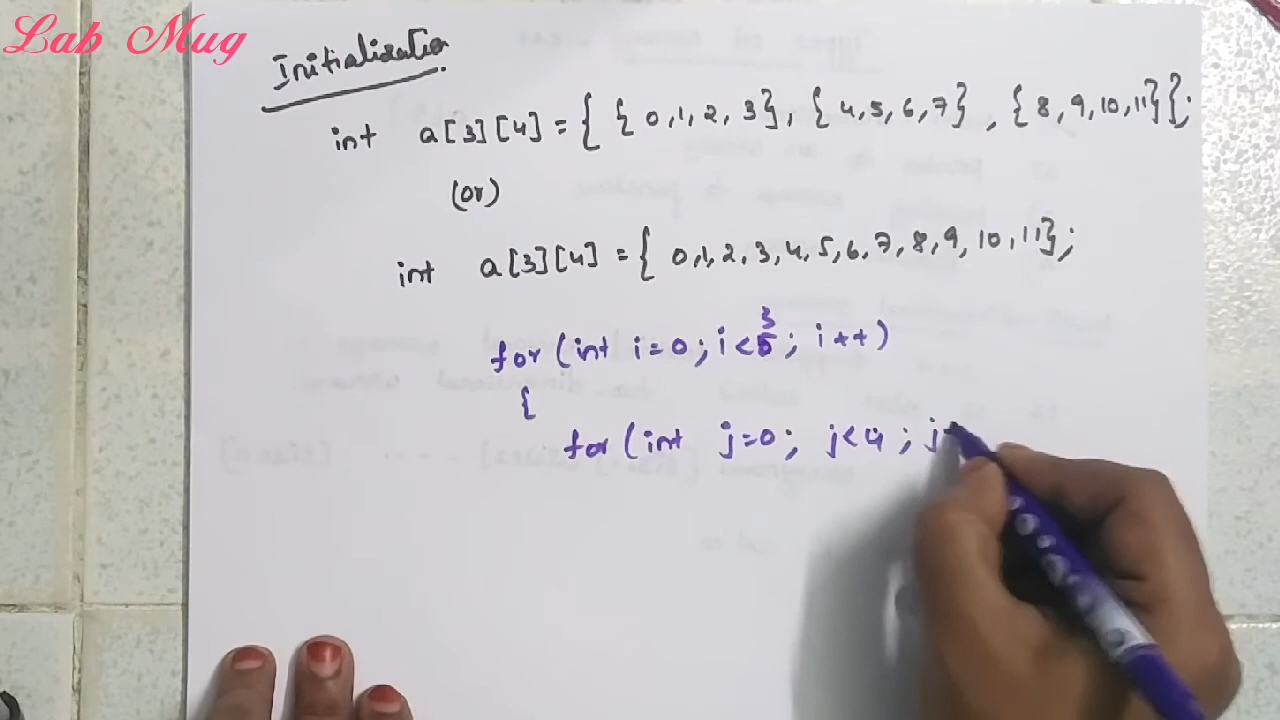 Lab Mug
Initialisation
int a[3][4] = { { 0,1,2,3}, {4,5,6,7} , {8,9,10,11}};
(or)
int a[3][4] = { 0,1,2,3,4,5,6,7,8,9,10,11};
for (int i=0; i<3; i++)
{
for (int j=0; j<4; j